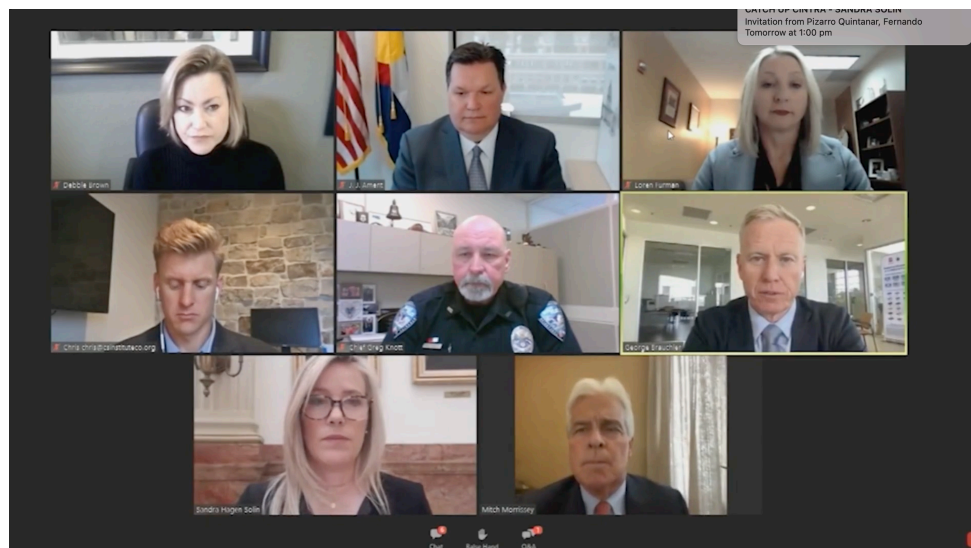 CATCH UP CINTRA - SANDRA SOLIN
Invitation from Pizarro Quintanar, Fernando
Tomorrow at 1:00 pm
Debbie Brown
J.J. Ament
Loren Furman
Chris chris@csinstituteco.org
Chief Greg Knott
George Brauchler
Sandra Hagen Solin
Mitch Morrissey
Chat
Raise Hand
Q&A